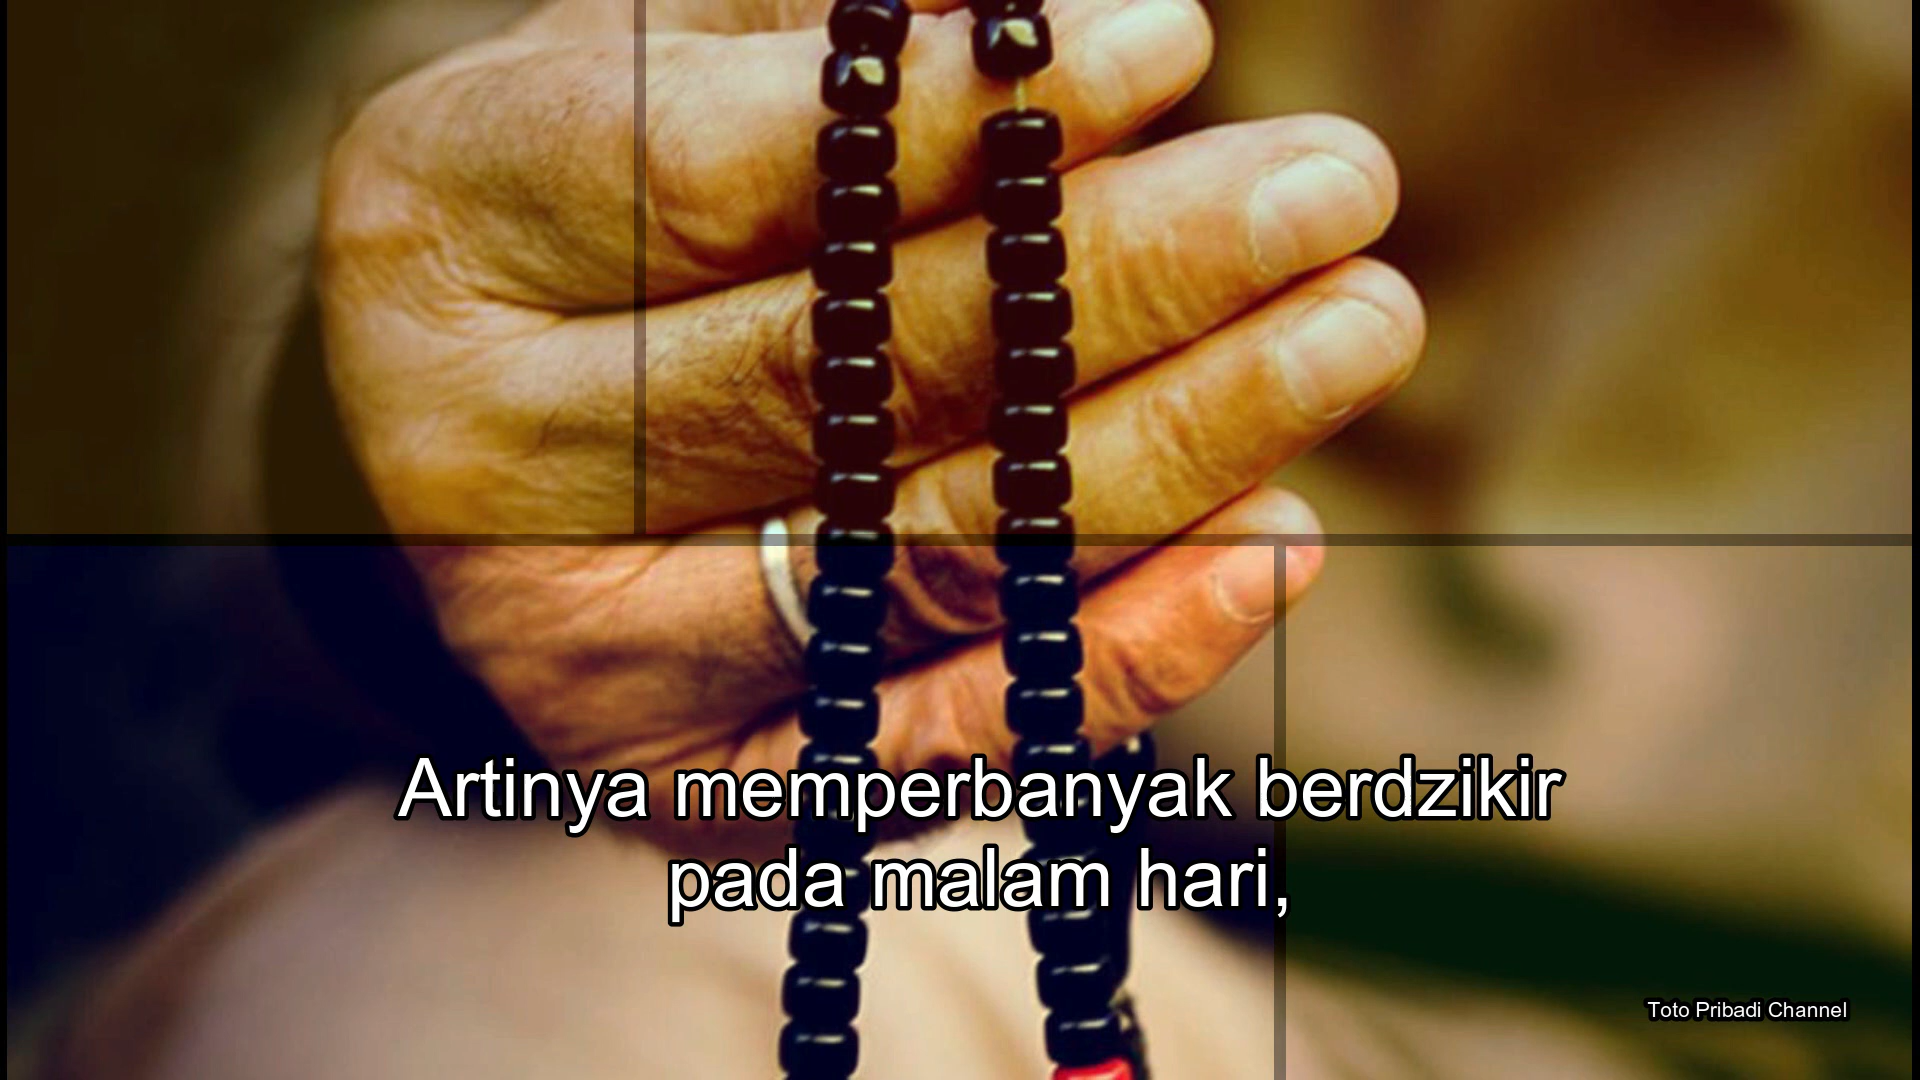 Artinya memperbanyak berdzikir
pada malam hari,
Toto Pribadi Channel